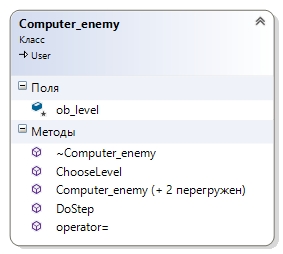 Computer_enemy
Класс
User
Поля
ob_level
Методы
~Computer_enemy
ChooseLevel
Computer_enemy (+ 2 перегружен)
DoStep
operator=